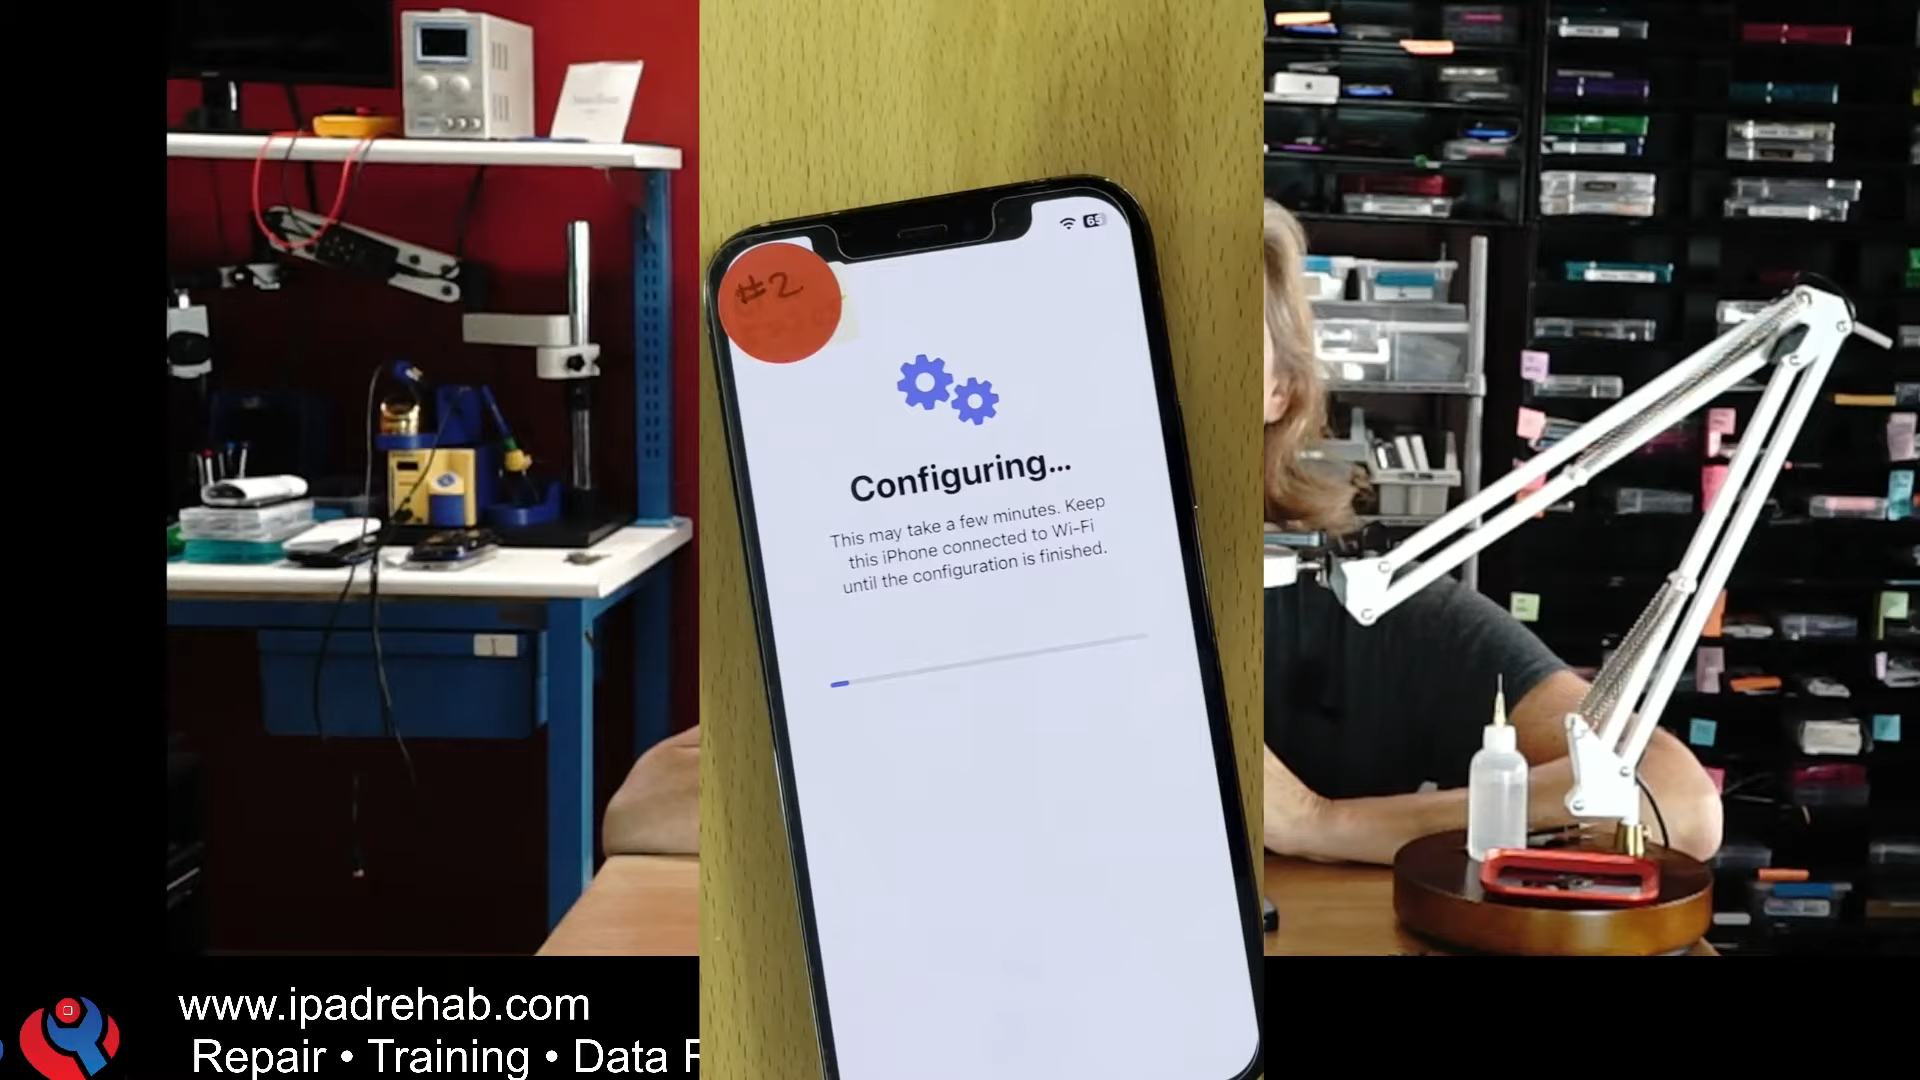 65
#2
Configuring...
This may take a few minutes. Keep
this iPhone connected to Wi-Fi
until the configuration is finished.
www.ipadrehab.com
Repair • Training • Data